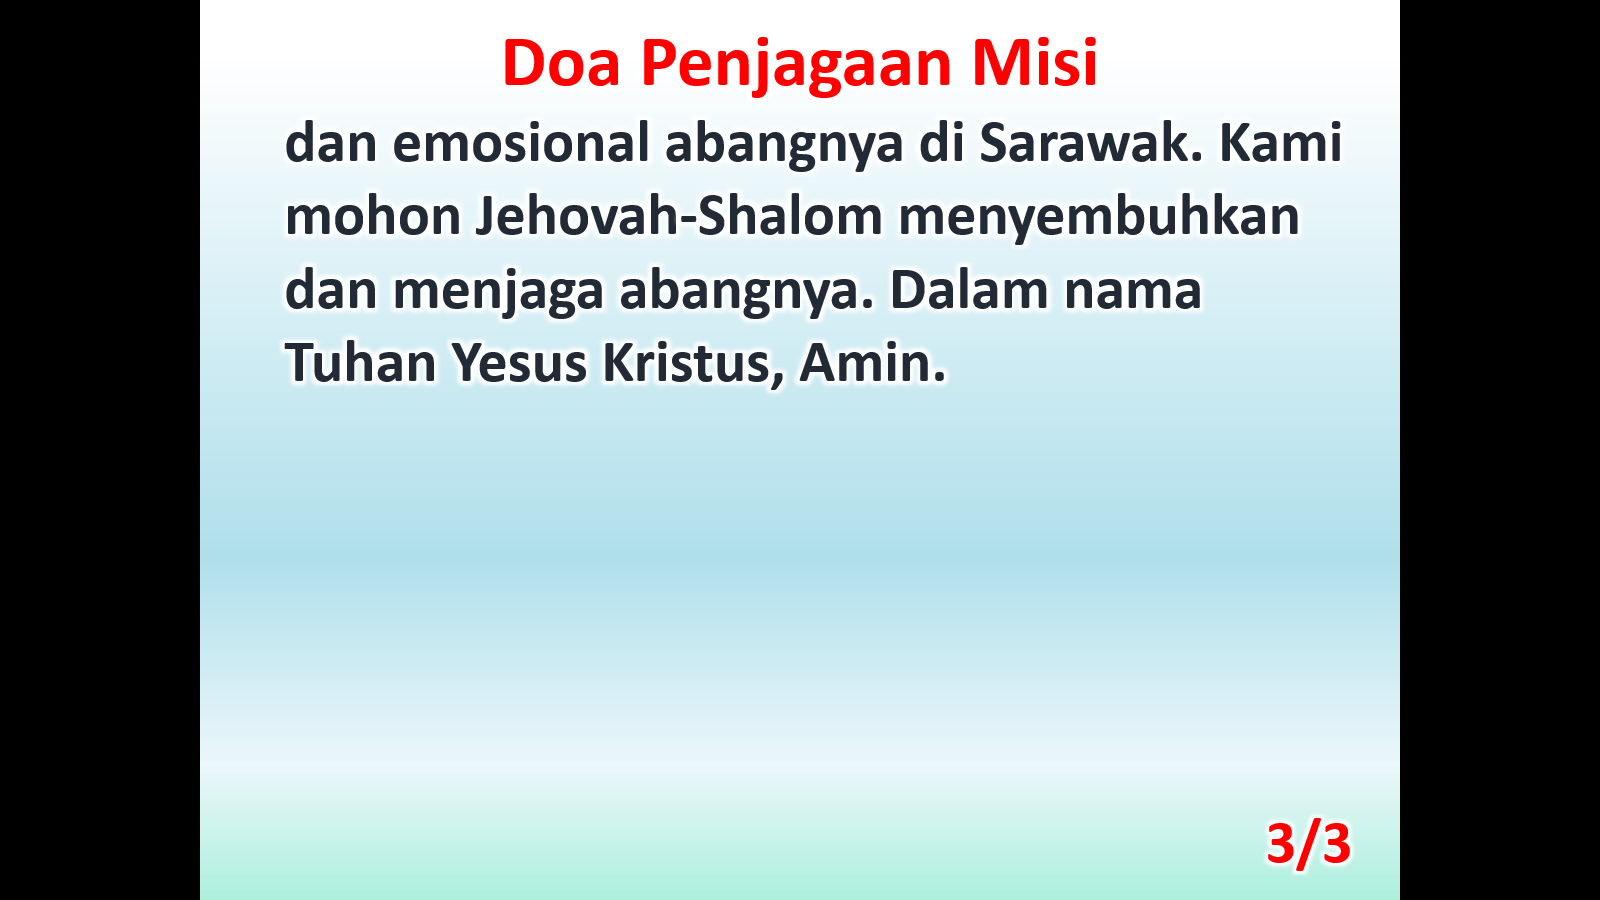 Doa Penjagaan Misi
dan emosional abangnya di Sarawak. Kami
mohon Jehovah-Shalom menyembuhkan
dan menjaga abangnya. Dalam nama
Tuhan Yesus Kristus, Amin.
3/3